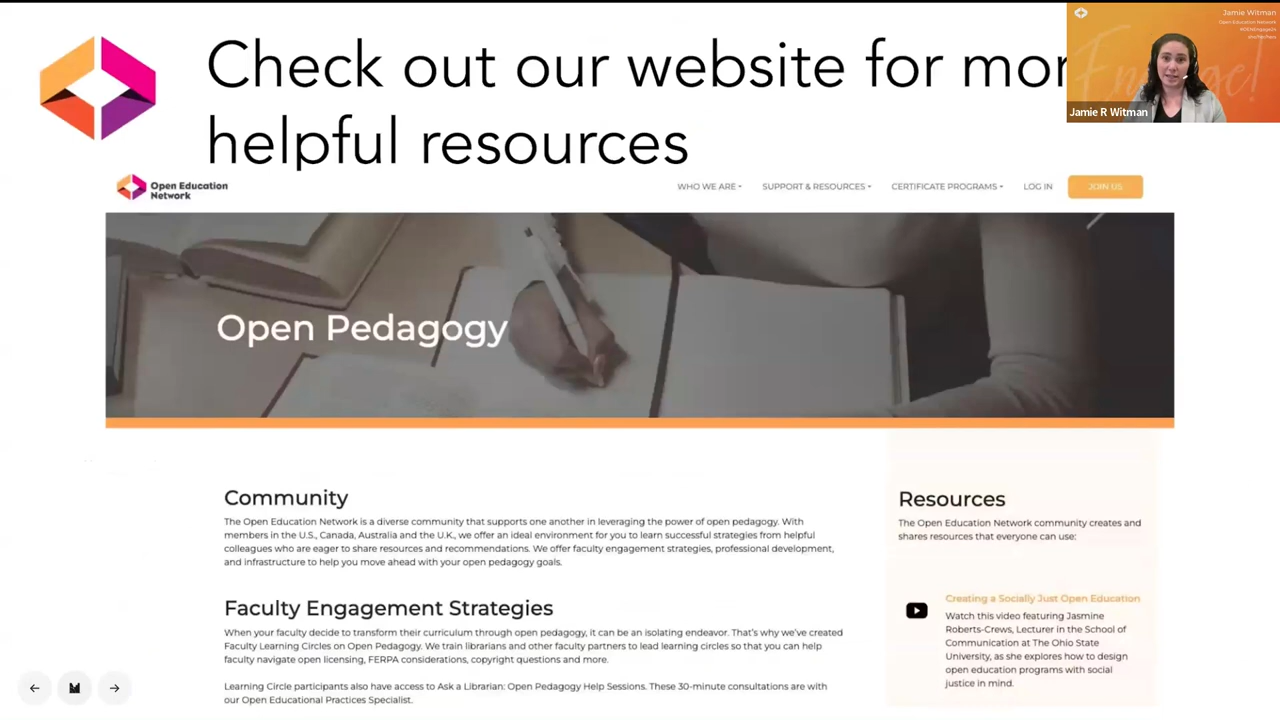 Check out our website for mor
helpful resources
Jamie Witman
Open Education Network
Engage!
Jamie R Witman
Open Education
Network
WHO WE ARE
SUPPORT & RESOURCES
CERTIFICATE PROGRAMS
LOG IN
JOIN US
Open Pedagogy
Community
The Open Education Network is a diverse community that supports one another in leveraging the power of open pedagogy. With
members in the U.S., Canada, Australia and the U.K., we offer an ideal environment for you to learn successful strategies from helpful
colleagues who are eager to share resources and recommendations. We offer faculty engagement strategies, professional development,
and infrastructure to help you move ahead with your open pedagogy goals.
Faculty Engagement Strategies
When your faculty decide to transform their curriculum through open pedagogy, it can be an isolating endeavor. That's why we've created
Faculty Learning Circles on Open Pedagogy. We train librarians and other faculty partners to lead learning circles so that you can help
faculty navigate open licensing, FERPA considerations, copyright questions and more.
Learning Circle participants also have access to Ask a Librarian: Open Pedagogy Help Sessions. These 30-minute consultations are with
our Open Educational Practices Specialist.
Resources
The Open Education Network community creates and
shares resources that everyone can use:
Creating a Socially Just Open Education
Watch this video featuring Jasmine
Roberts-Crews, Lecturer in the School of
Communication at The Ohio State
University, as she explores how to design
open education programs with social
justice in mind.